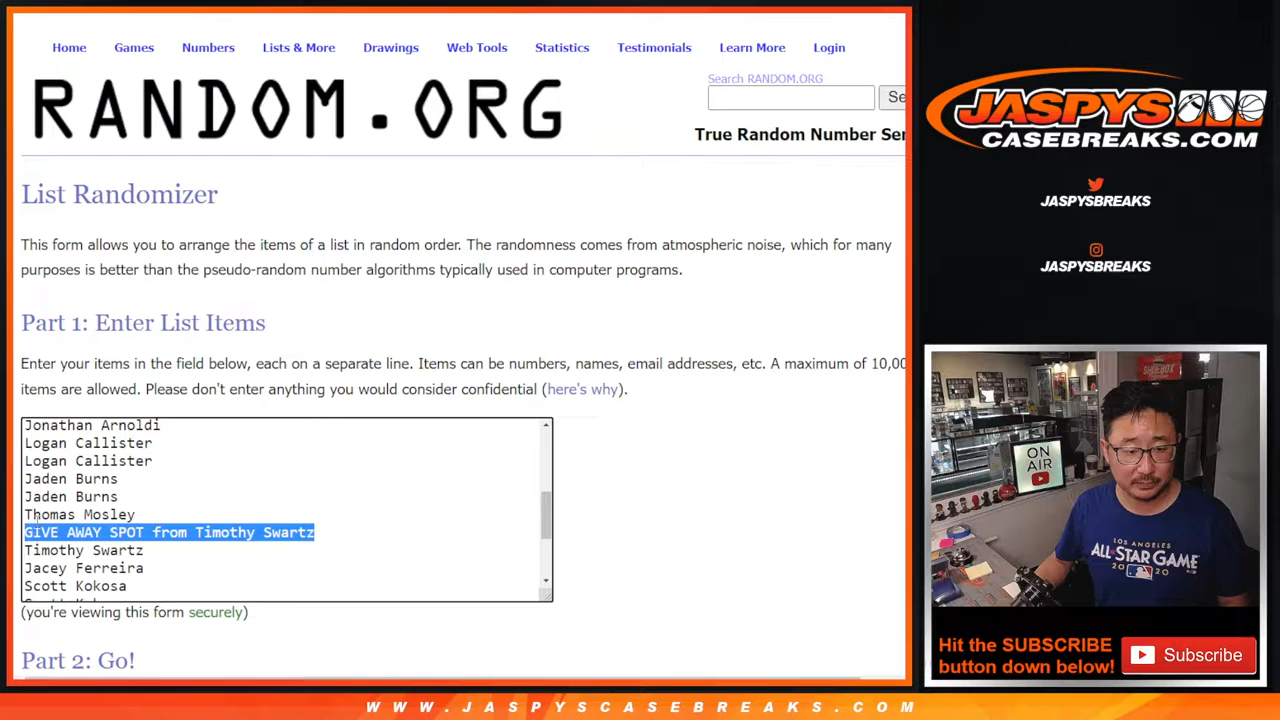 Home Games Numbers Lists & More Drawings Web Tools Statistics Testimonials Learn More Login
RANDOM.ORG
Search RANDOM.ORG
Se
True Random Number Ser
List Randomizer
This form allows you to arrange the items of a list in random order. The randomness comes from atmospheric noise, which for many
purposes is better than the pseudo-random number algorithms typically used in computer programs.
Part 1: Enter List Items
Enter your items in the field below, each on a separate line. Items can be numbers, names, email addresses, etc. A maximum of 10,00
items are allowed. Please don't enter anything you would consider confidential (here's why).
Jonathan Arnoldi
Logan Callister
Logan Callister
Jaden Burns
Jaden Burns
Thomas Mosley
GIVE AWAY SPOT from Timothy Swartz
Timothy Swartz
Jacey Ferreira
Scott Kokosa
(you're viewing this form securely)
Part 2: Go!
JASPYS
CASEBREAKS.COM
JASPYSBREAKS
JASPYSBREAKS
SHOEBOX
ON
AIR
LOS ANGELES
ALL STAR GAME
2020
Hit the SUBSCRIBE
button down below!
Subscribe
WWW.JASPYSCASEBREAKS.COM